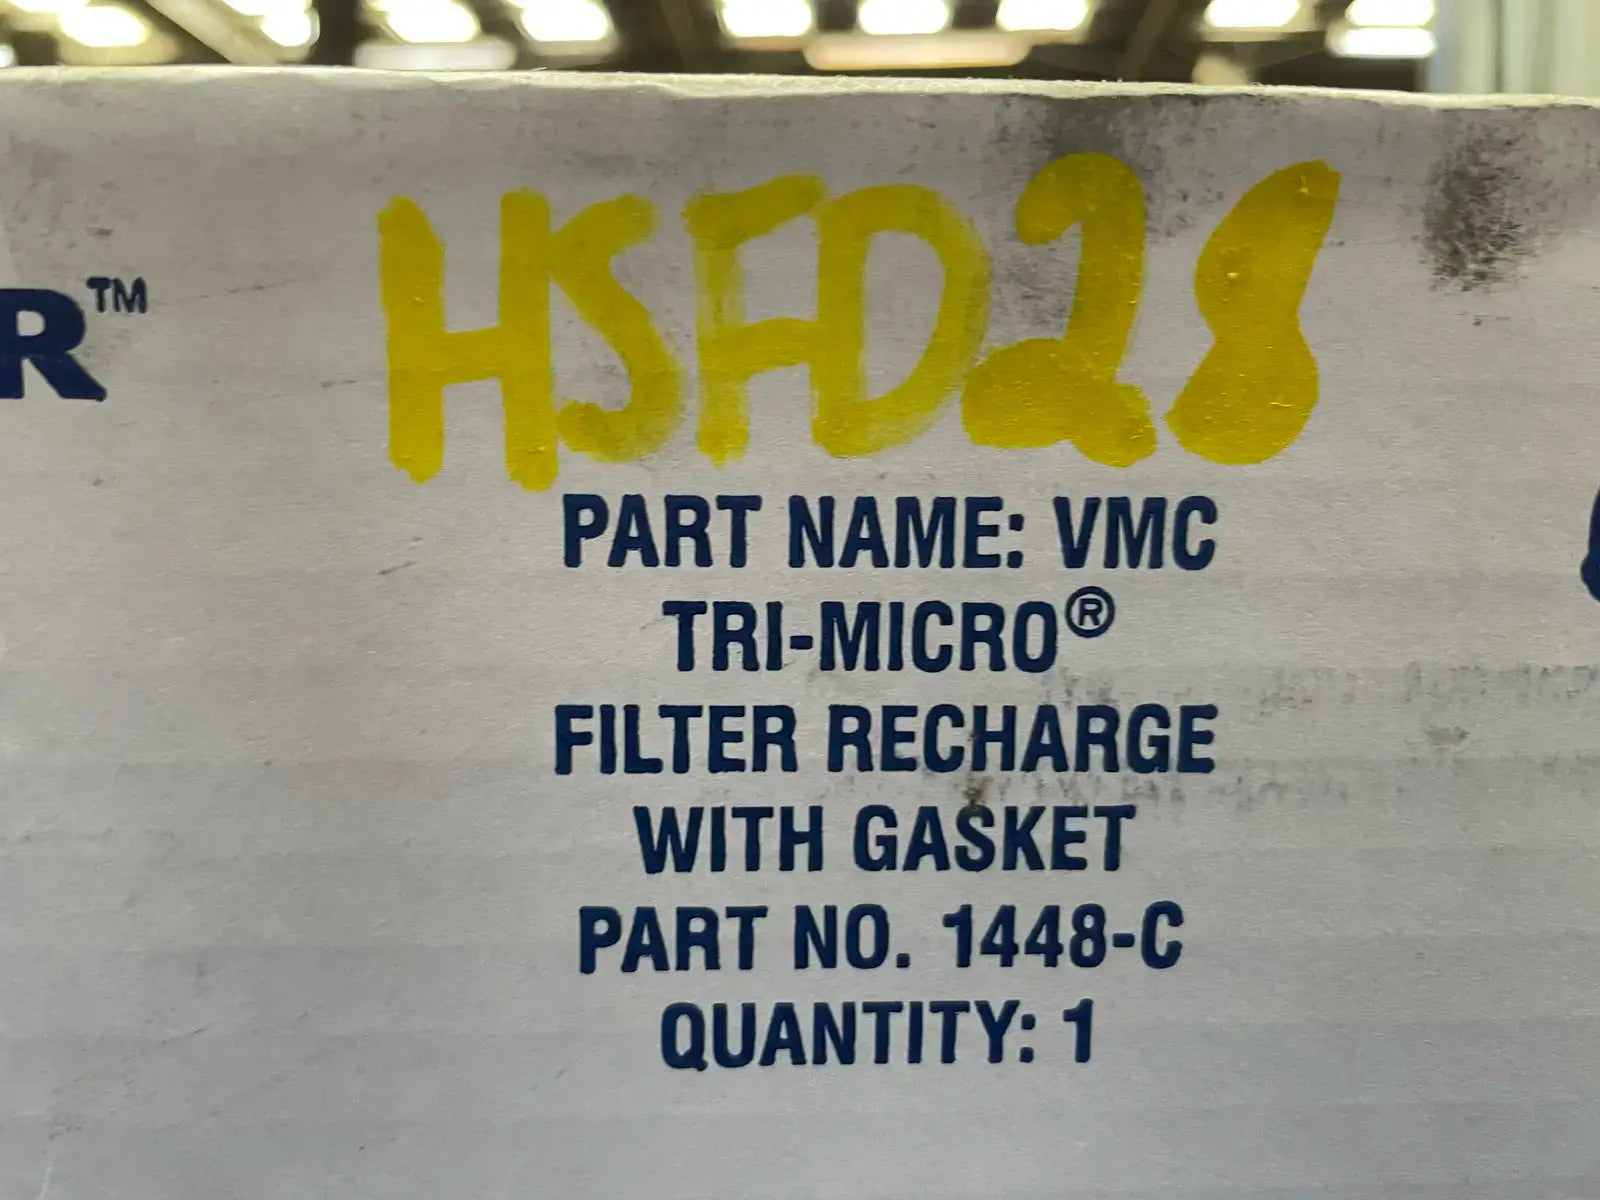 HSFD28
R™
PART NAME: VMC
TRI-MICRO®
FILTER RECHARGE
WITH GASKET
PART NO. 1448-C
QUANTITY: 1